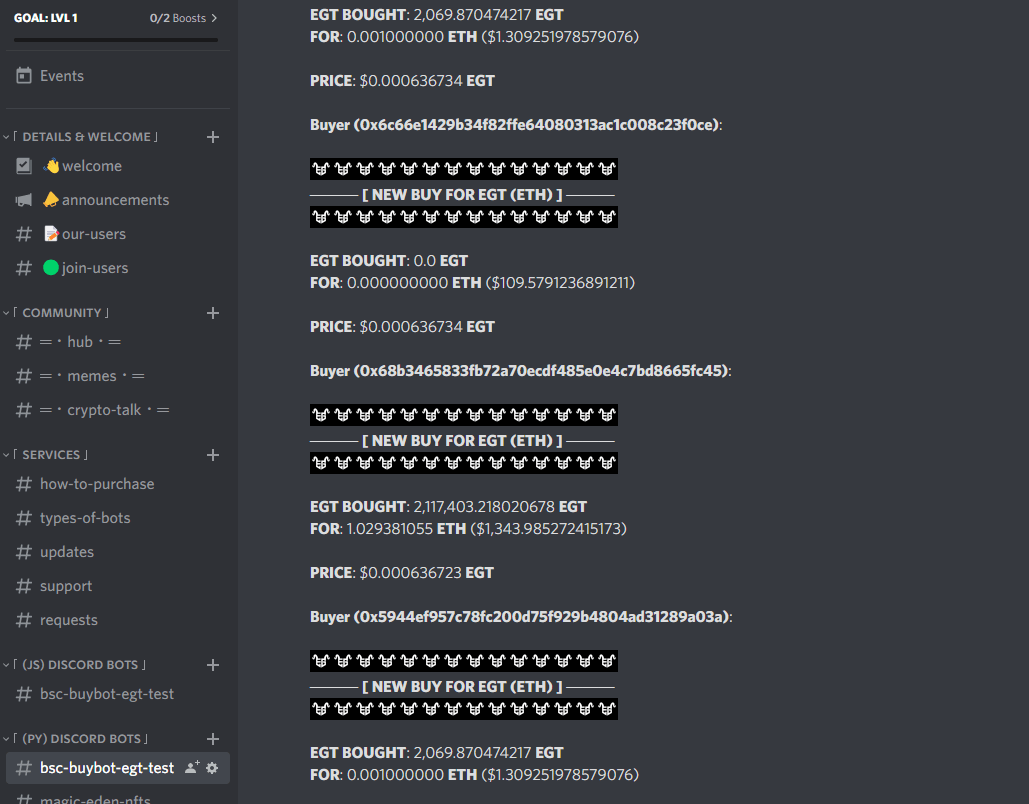 GOAL: LVL 1
0/2 Boosts >
Events
「 DETAILS & WELCOME 」
welcome
announcements
our-users
join-users
「 COMMUNITY 」
=・hub・=
=・memes・=
=・crypto-talk・=
「 SERVICES 」
how-to-purchase
types-of-bots
updates
support
requests
「 (JS) DISCORD BOTS 」
bsc-buybot-egt-test
「 (PY) DISCORD BOTS 」
bsc-buybot-egt-test
magic-eden-nfts
EGT BOUGHT: 2,069.870474217 EGT
FOR: 0.001000000 ETH ($1.309251978579076)
PRICE: $0.000636734 EGT
Buyer (0x6c66e1429b34f82ffe64080313ac1c008c23f0ce):
——— [ NEW BUY FOR EGT (ETH) ] ———
EGT BOUGHT: 0.0 EGT
FOR: 0.000000000 ETH ($109.5791236891211)
PRICE: $0.000636734 EGT
Buyer (0x68b3465833fb72a70ecdf485e0e4c7bd8665fc45):
——— [ NEW BUY FOR EGT (ETH) ] ———
EGT BOUGHT: 2,117,403.218020678 EGT
FOR: 1.029381055 ETH ($1,343.985272415173)
PRICE: $0.000636723 EGT
Buyer (0x5944ef957c78fc200d75f929b4804ad31289a03a):
——— [ NEW BUY FOR EGT (ETH) ] ———
EGT BOUGHT: 2,069.870474217 EGT
FOR: 0.001000000 ETH ($1.309251978579076)